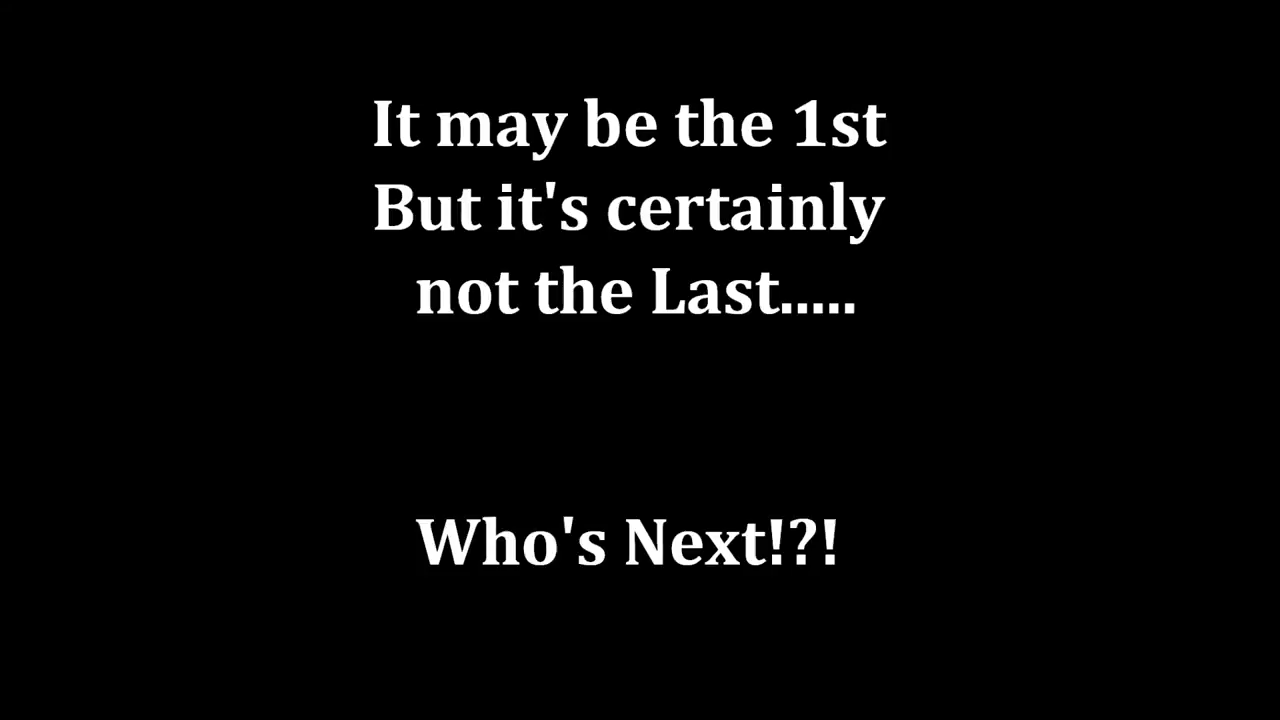 It may be the 1st
But it's certainly
not the Last.....
Who's Next!?!